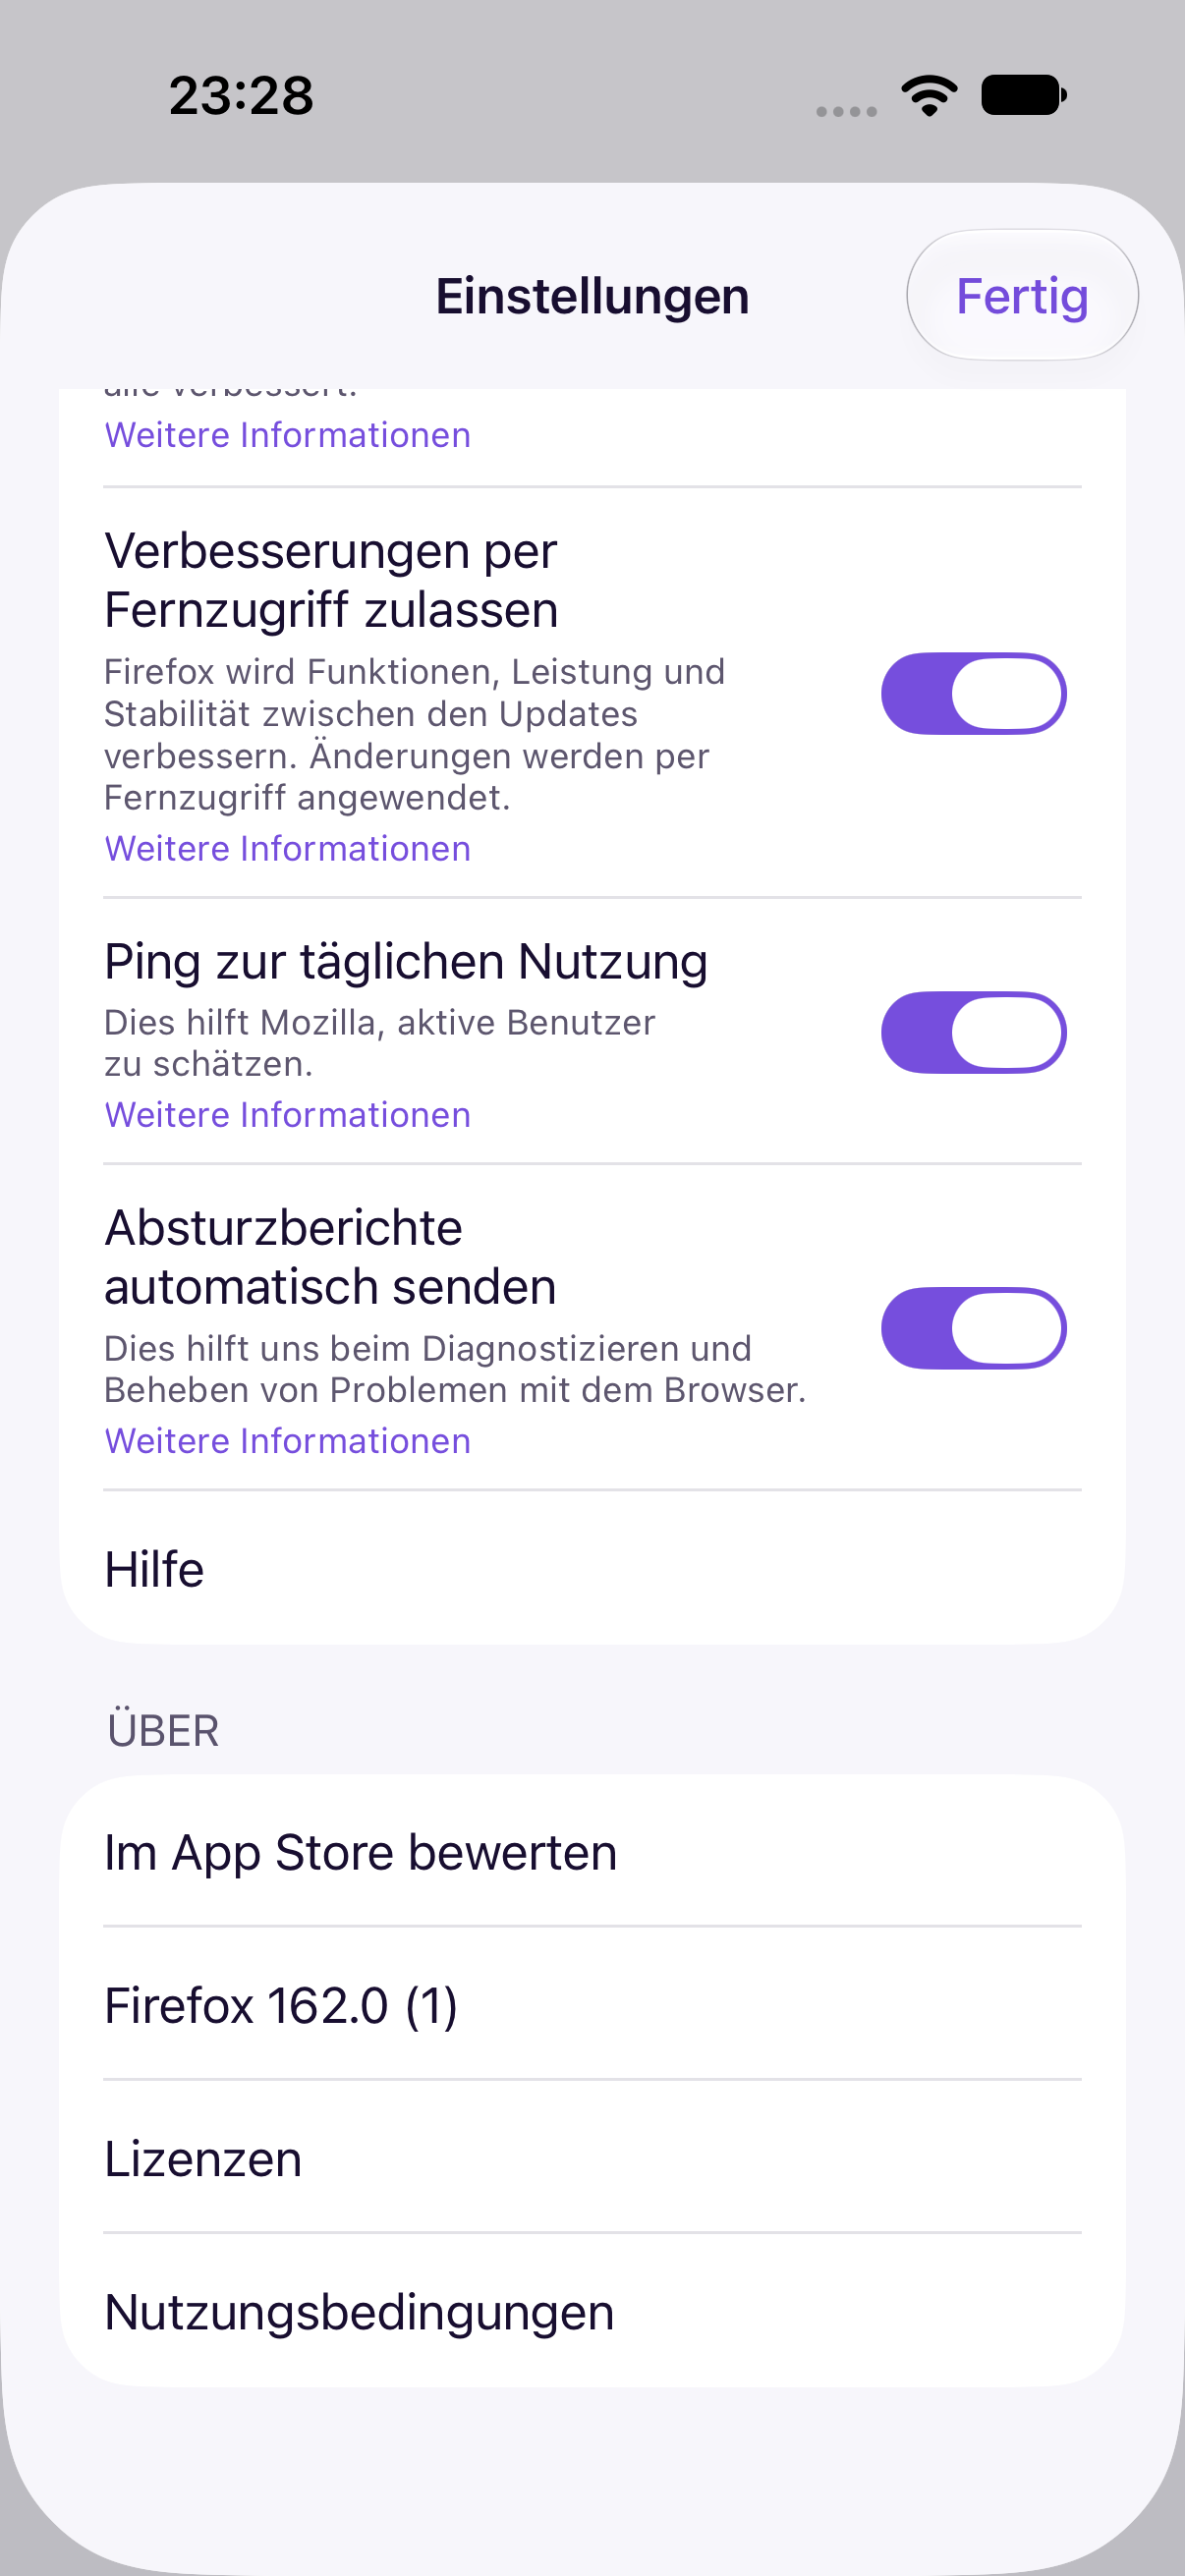 23:28
Einstellungen
Fertig
alle verbessert.
Weitere Informationen
Verbesserungen per
Fernzugriff zulassen
Firefox wird Funktionen, Leistung und
Stabilität zwischen den Updates
verbessern. Änderungen werden per
Fernzugriff angewendet.
Weitere Informationen
Ping zur täglichen Nutzung
Dies hilft Mozilla, aktive Benutzer
zu schätzen.
Weitere Informationen
Absturzberichte
automatisch senden
Dies hilft uns beim Diagnostizieren und
Beheben von Problemen mit dem Browser.
Weitere Informationen
Hilfe
ÜBER
Im App Store bewerten
Firefox 162.0 (1)
Lizenzen
Nutzungsbedingungen